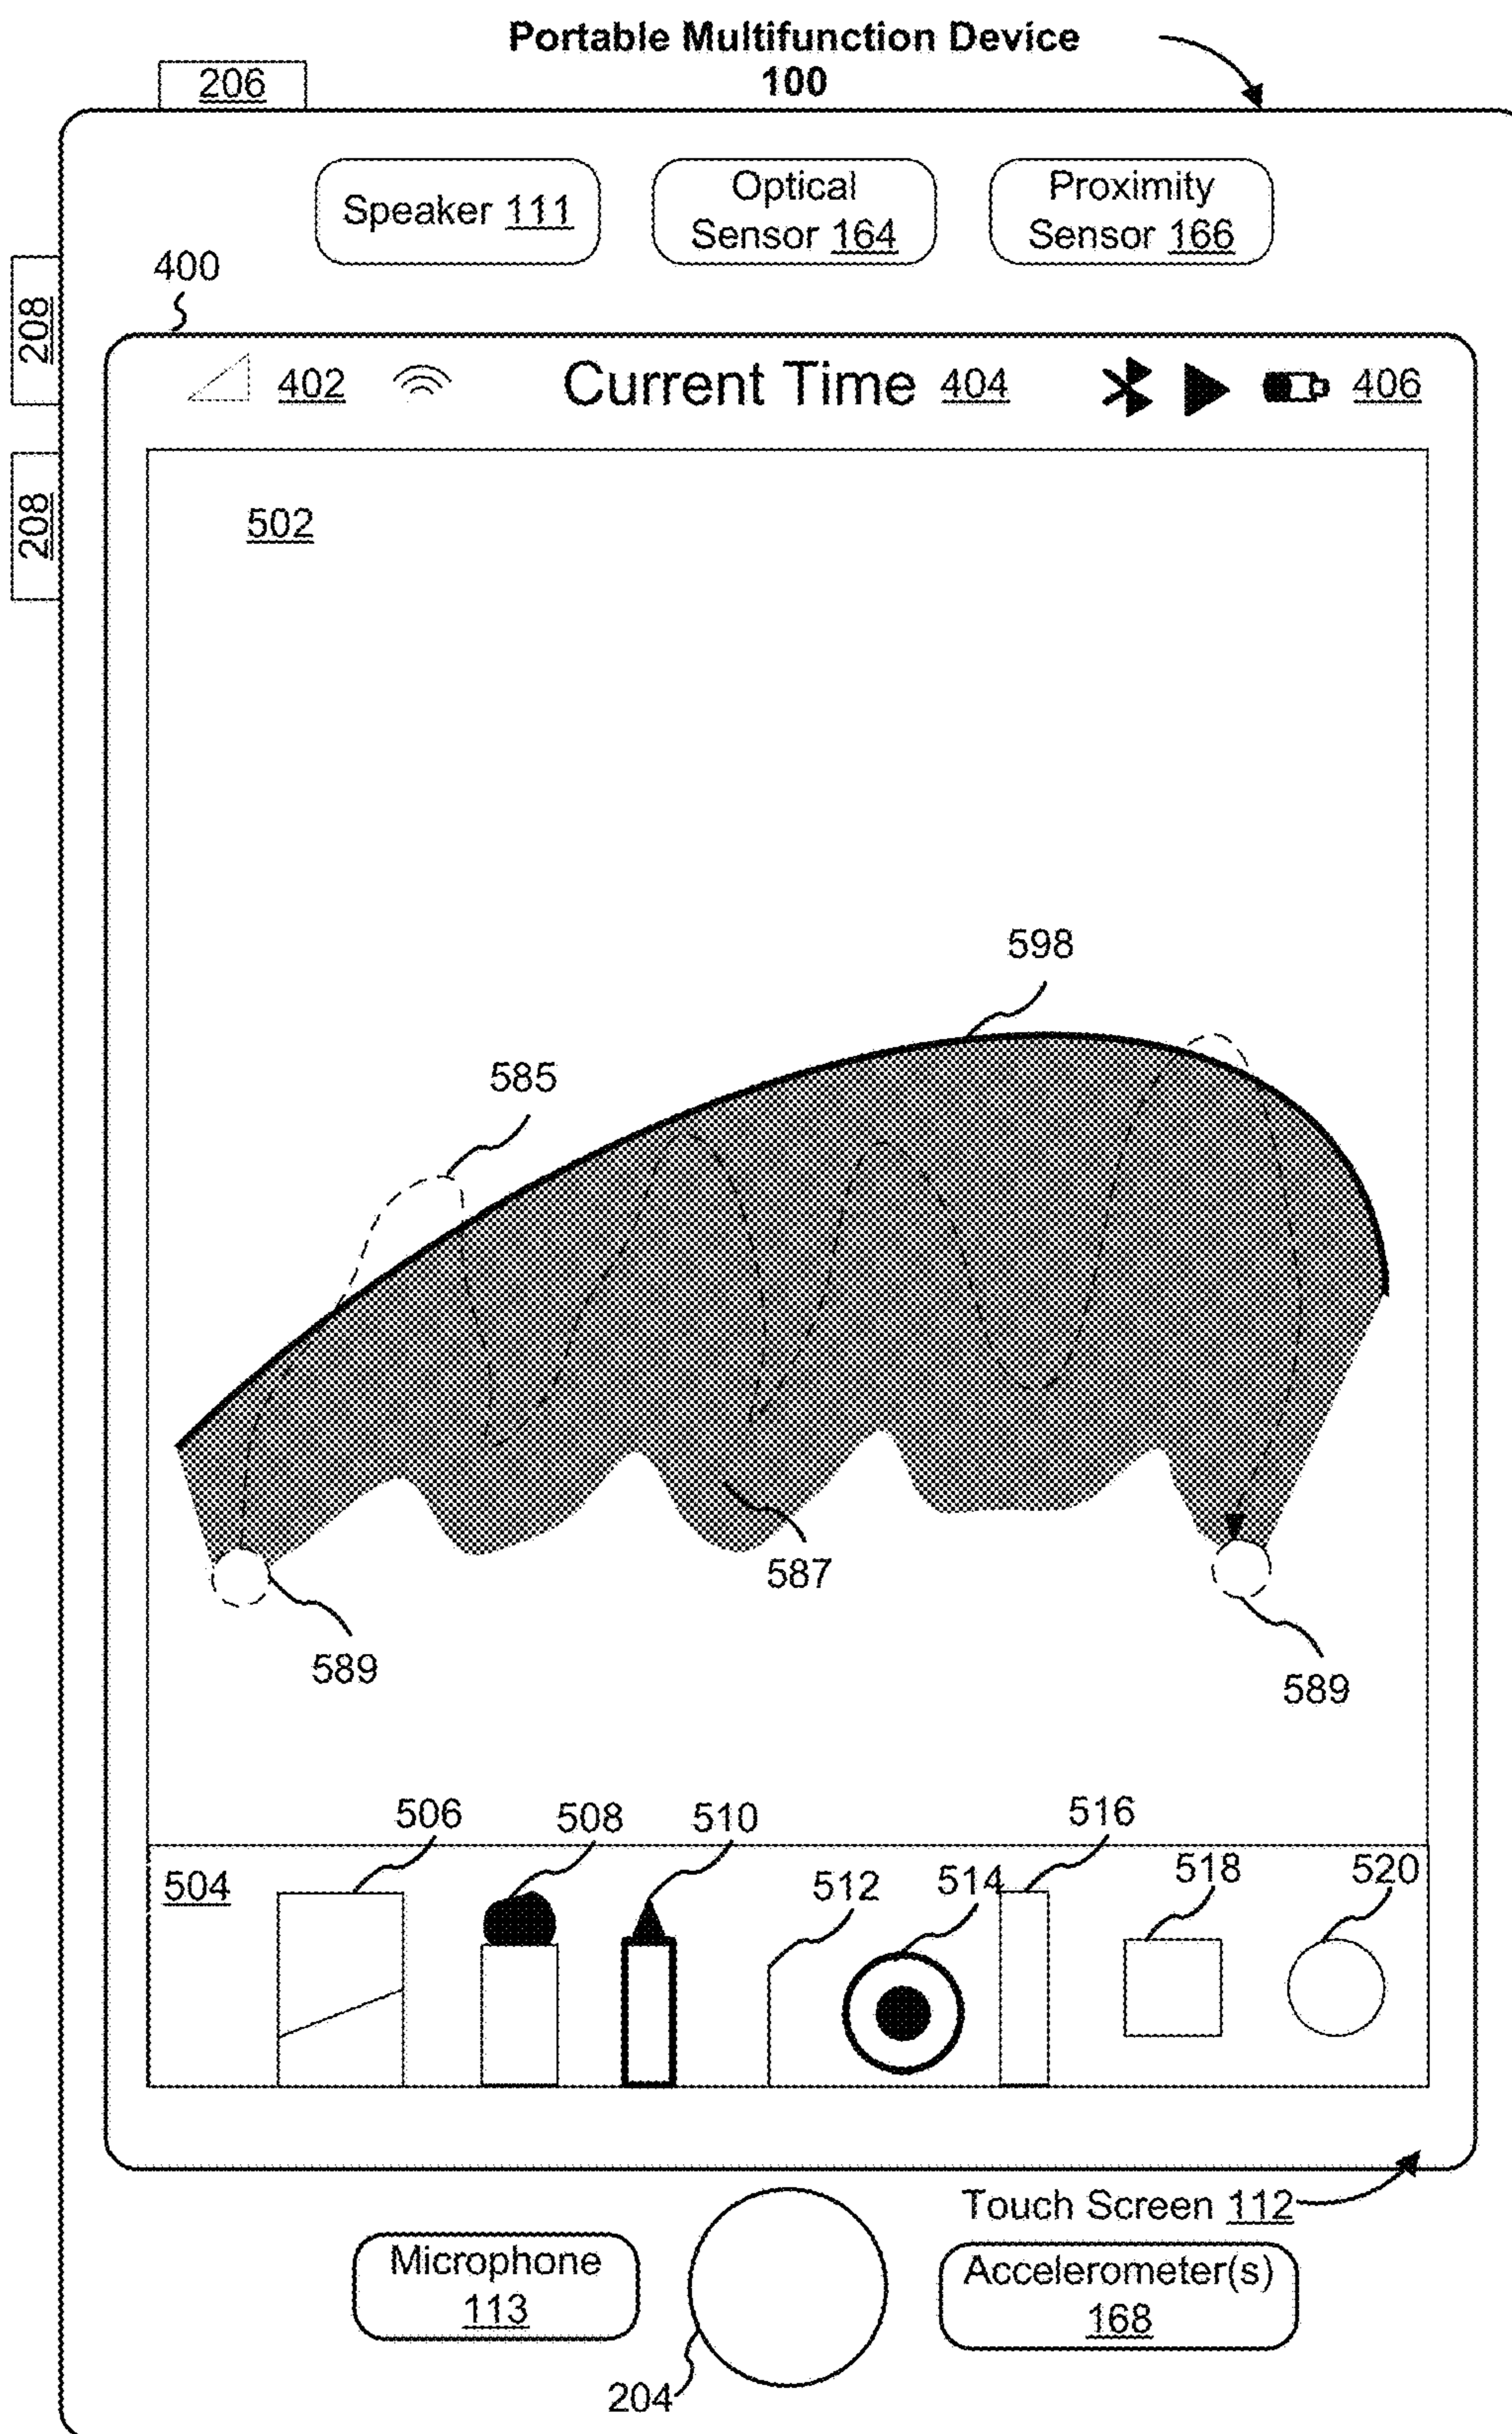 Portable Multifunction Device
100
206
Speaker 111
Optical
Sensor 164
Proximity
Sensor 166
400
208
208
402
Current Time 404
406
502
598
585
587
589
589
506
508
510
516
504
512
514
518
520
Touch Screen 112
Microphone
113
Accelerometer(s)
168
204